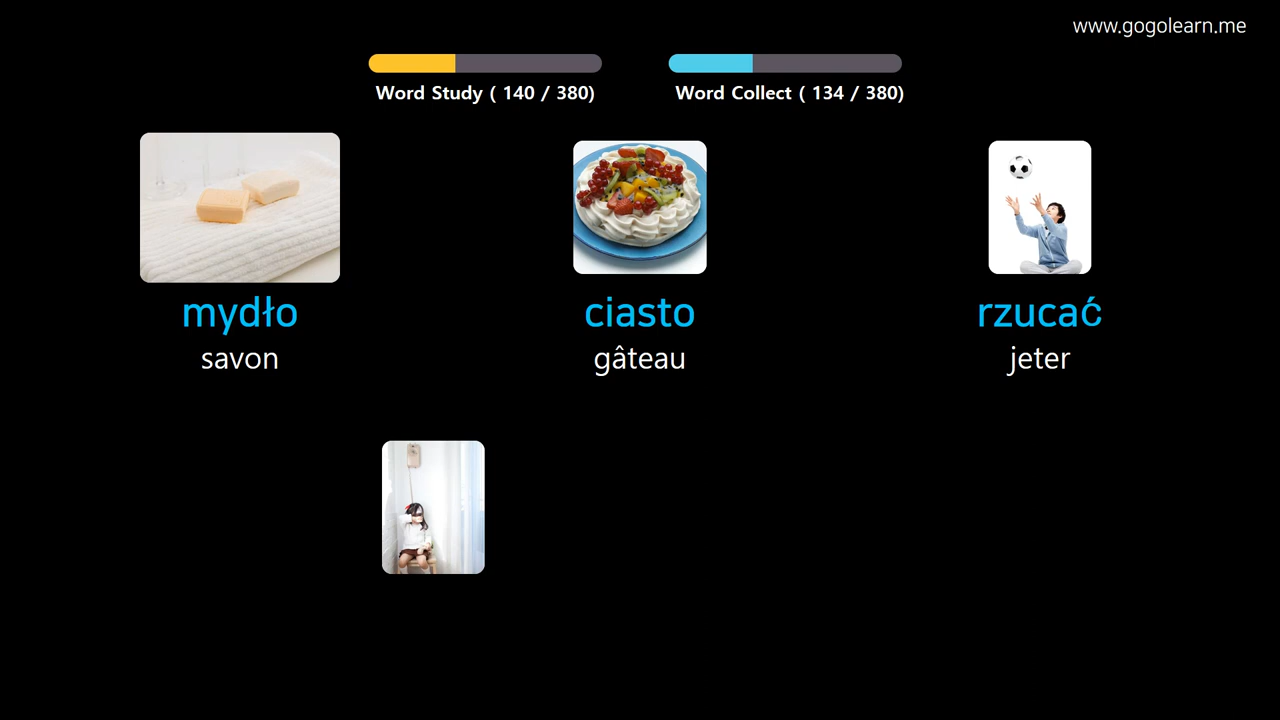 www.gogolearn.me
Word Study ( 140 / 380)
Word Collect ( 134 / 380)
mydło
savon
ciasto
gâteau
rzucać
jeter